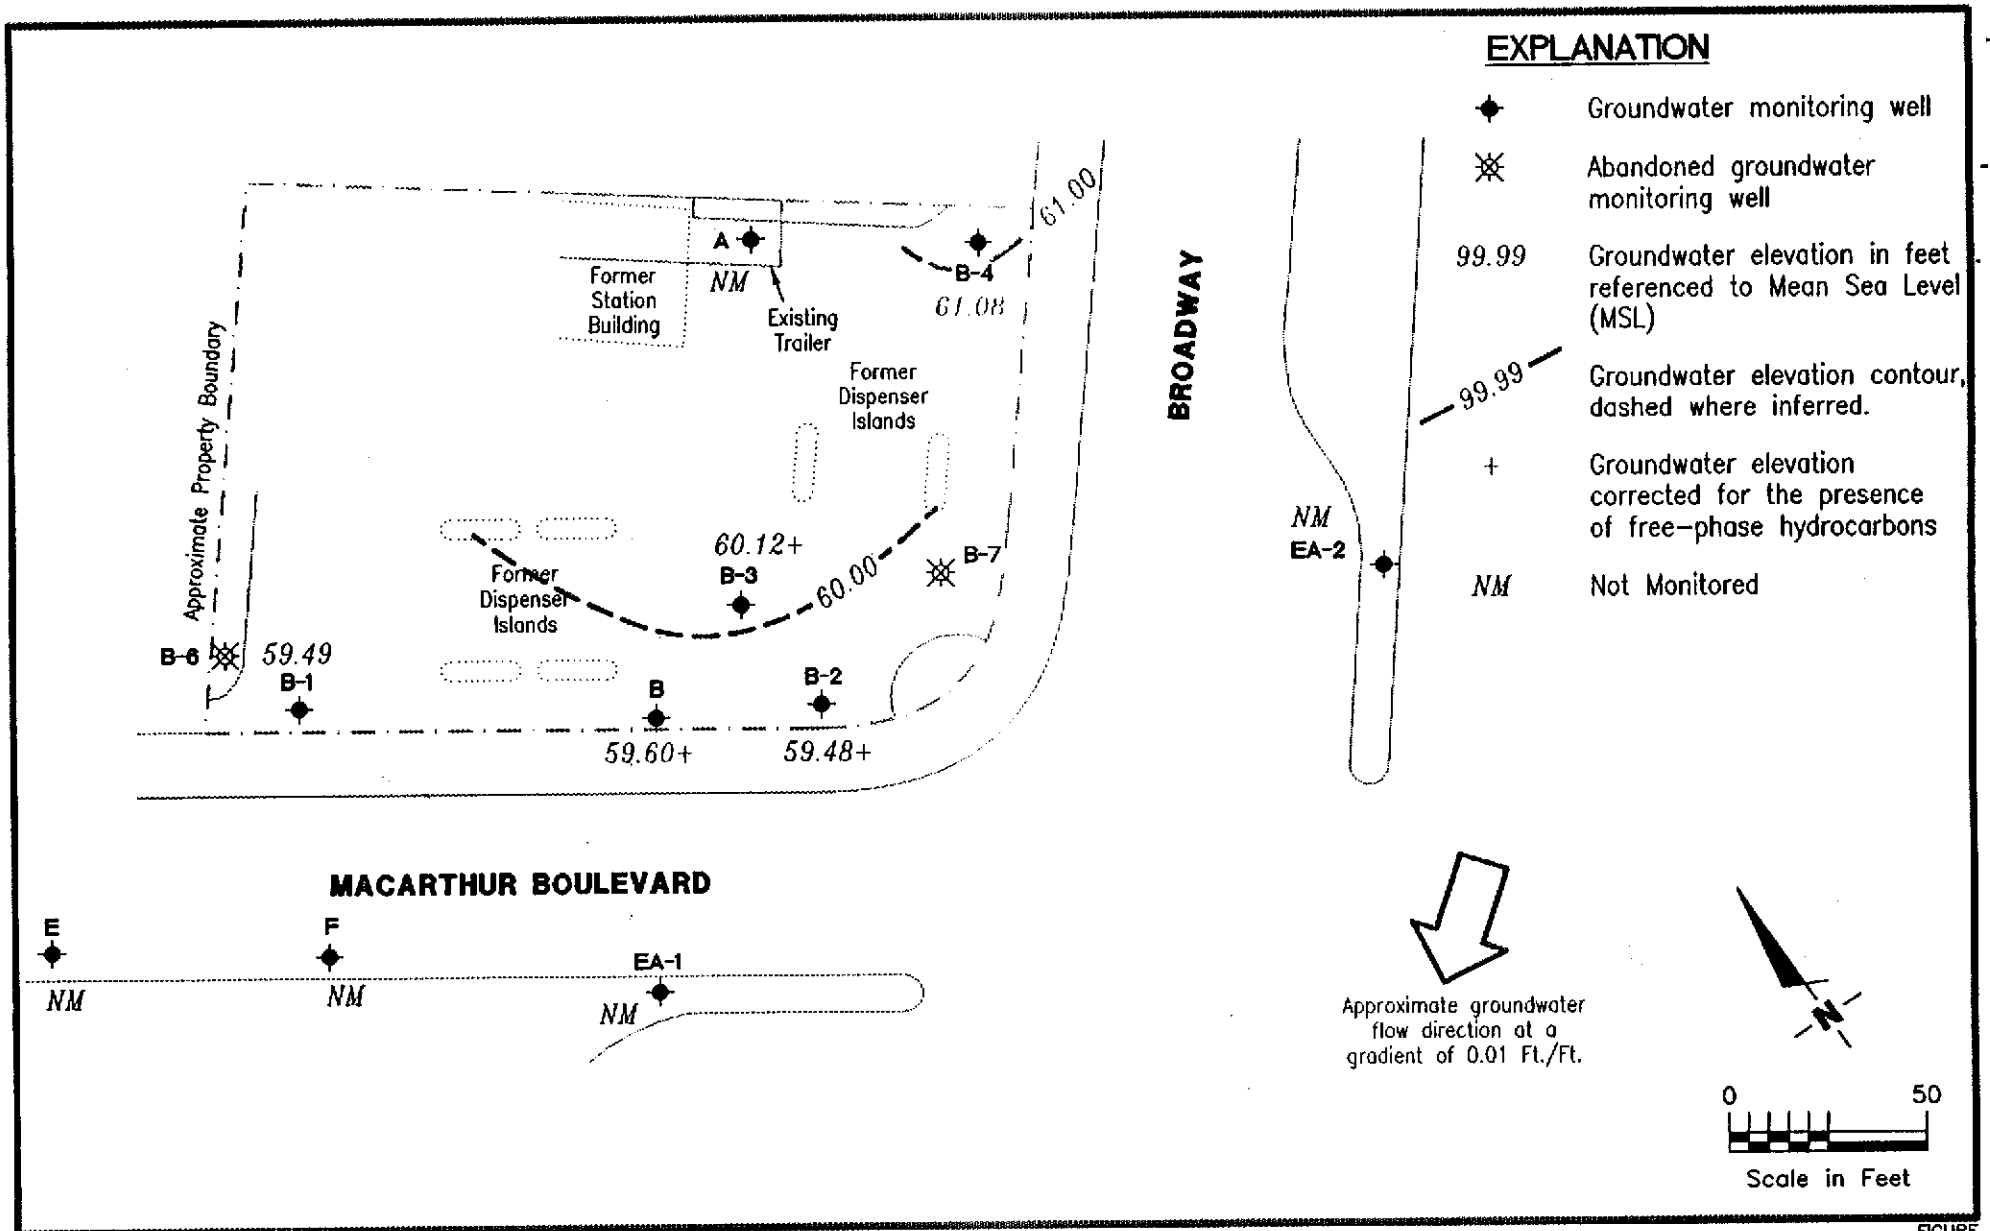 EXPLANATION
Groundwater monitoring well
Abandoned groundwater
monitoring well
99.99
Groundwater elevation in feet
referenced to Mean Sea Level
(MSL)
99.99
Groundwater elevation contour,
dashed where inferred.
+
Groundwater elevation
corrected for the presence
of free-phase hydrocarbons
NM
Not Monitored
61.00
A
NM
B-4
61.08
Former
Station
Building
Existing
Trailer
Approximate Property Boundary
BROADWAY
Former
Dispenser
Islands
60.12+
B-3
60.00
B-7
Former
Dispenser
Islands
NM
EA-2
B-6
59.49
B-1
B
59.60+
B-2
59.48+
MACARTHUR BOULEVARD
E
NM
F
NM
EA-1
NM
Approximate groundwater
flow direction at a
gradient of 0.01 Ft./Ft.
N
0 50
Scale in Feet
FIGURE